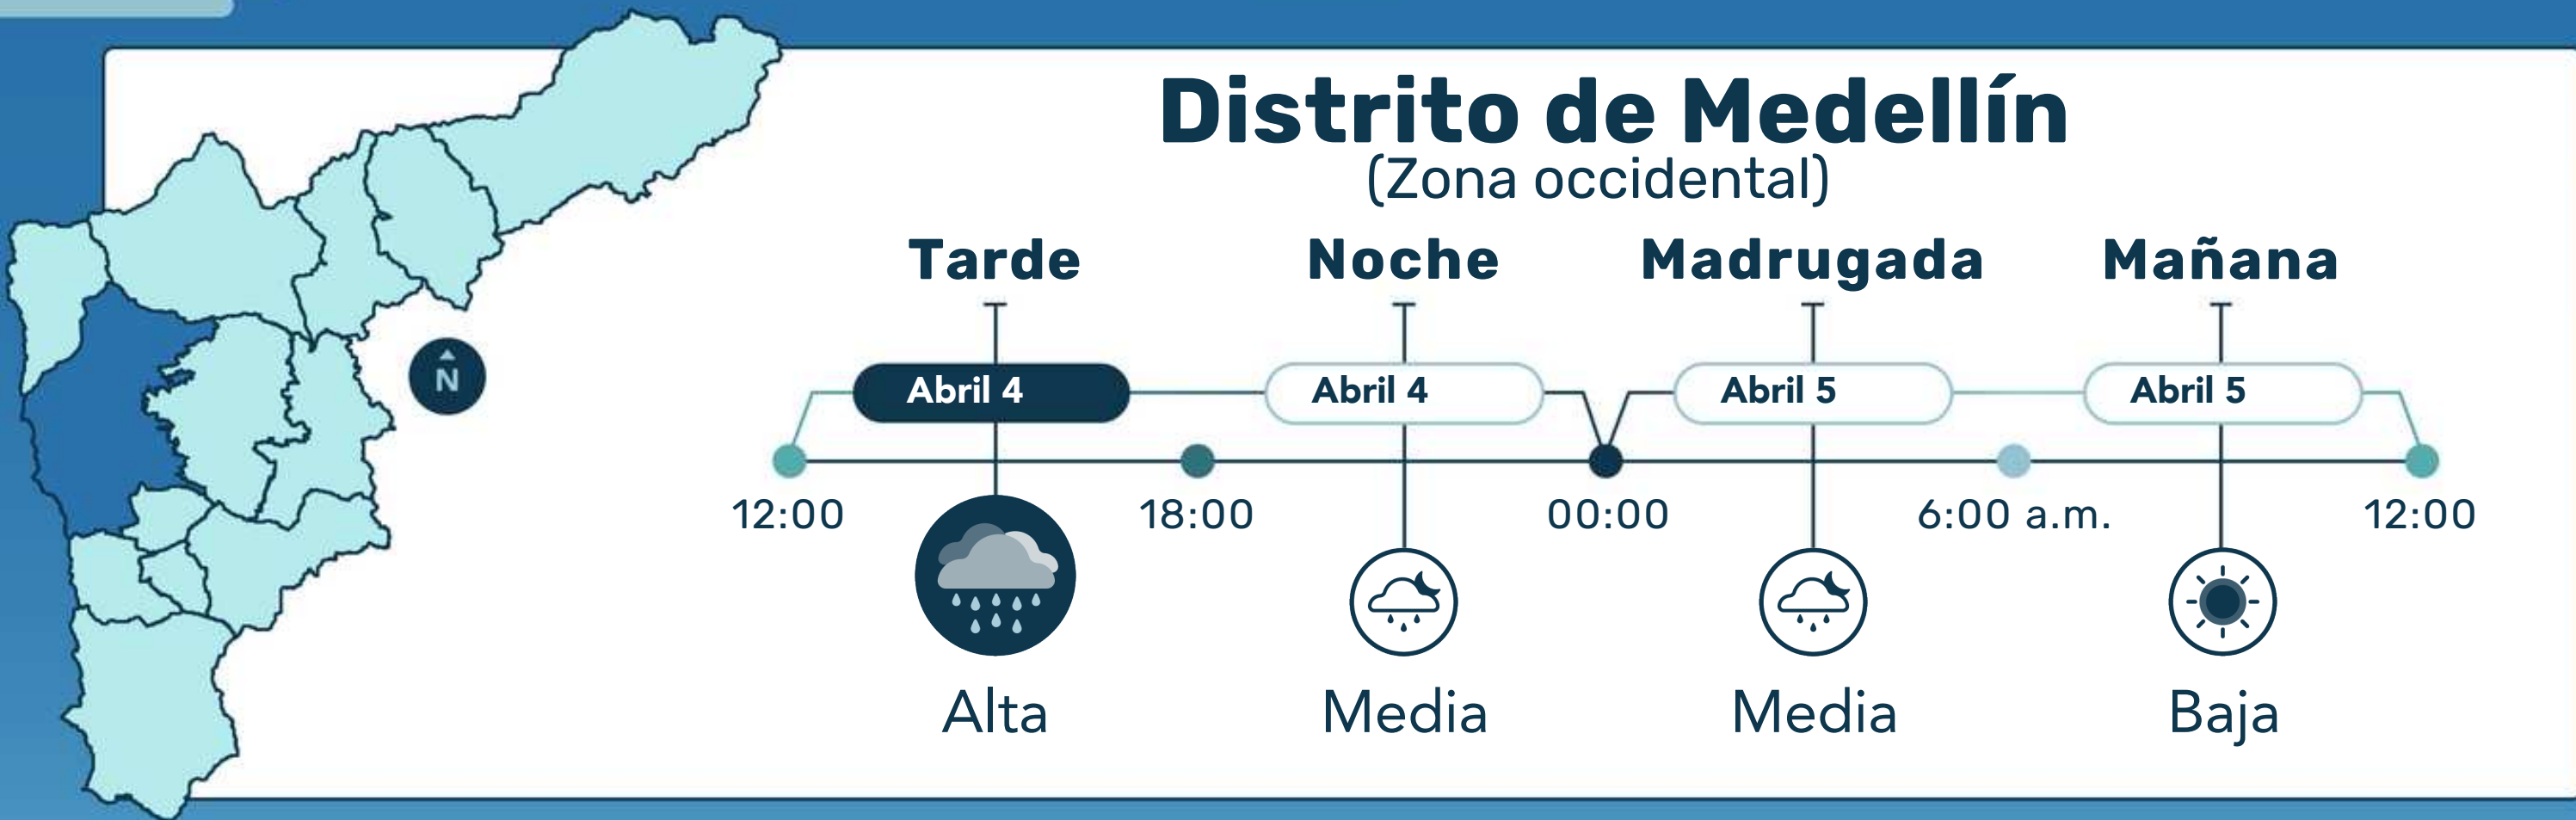 Distrito de Medellín
(Zona occidental)
Tarde Noche Madrugada Mañana
Abril 4 Abril 4 Abril 5 Abril 5
N
12:00 18:00 00:00 6:00 a.m. 12:00
Alta Media Media Baja